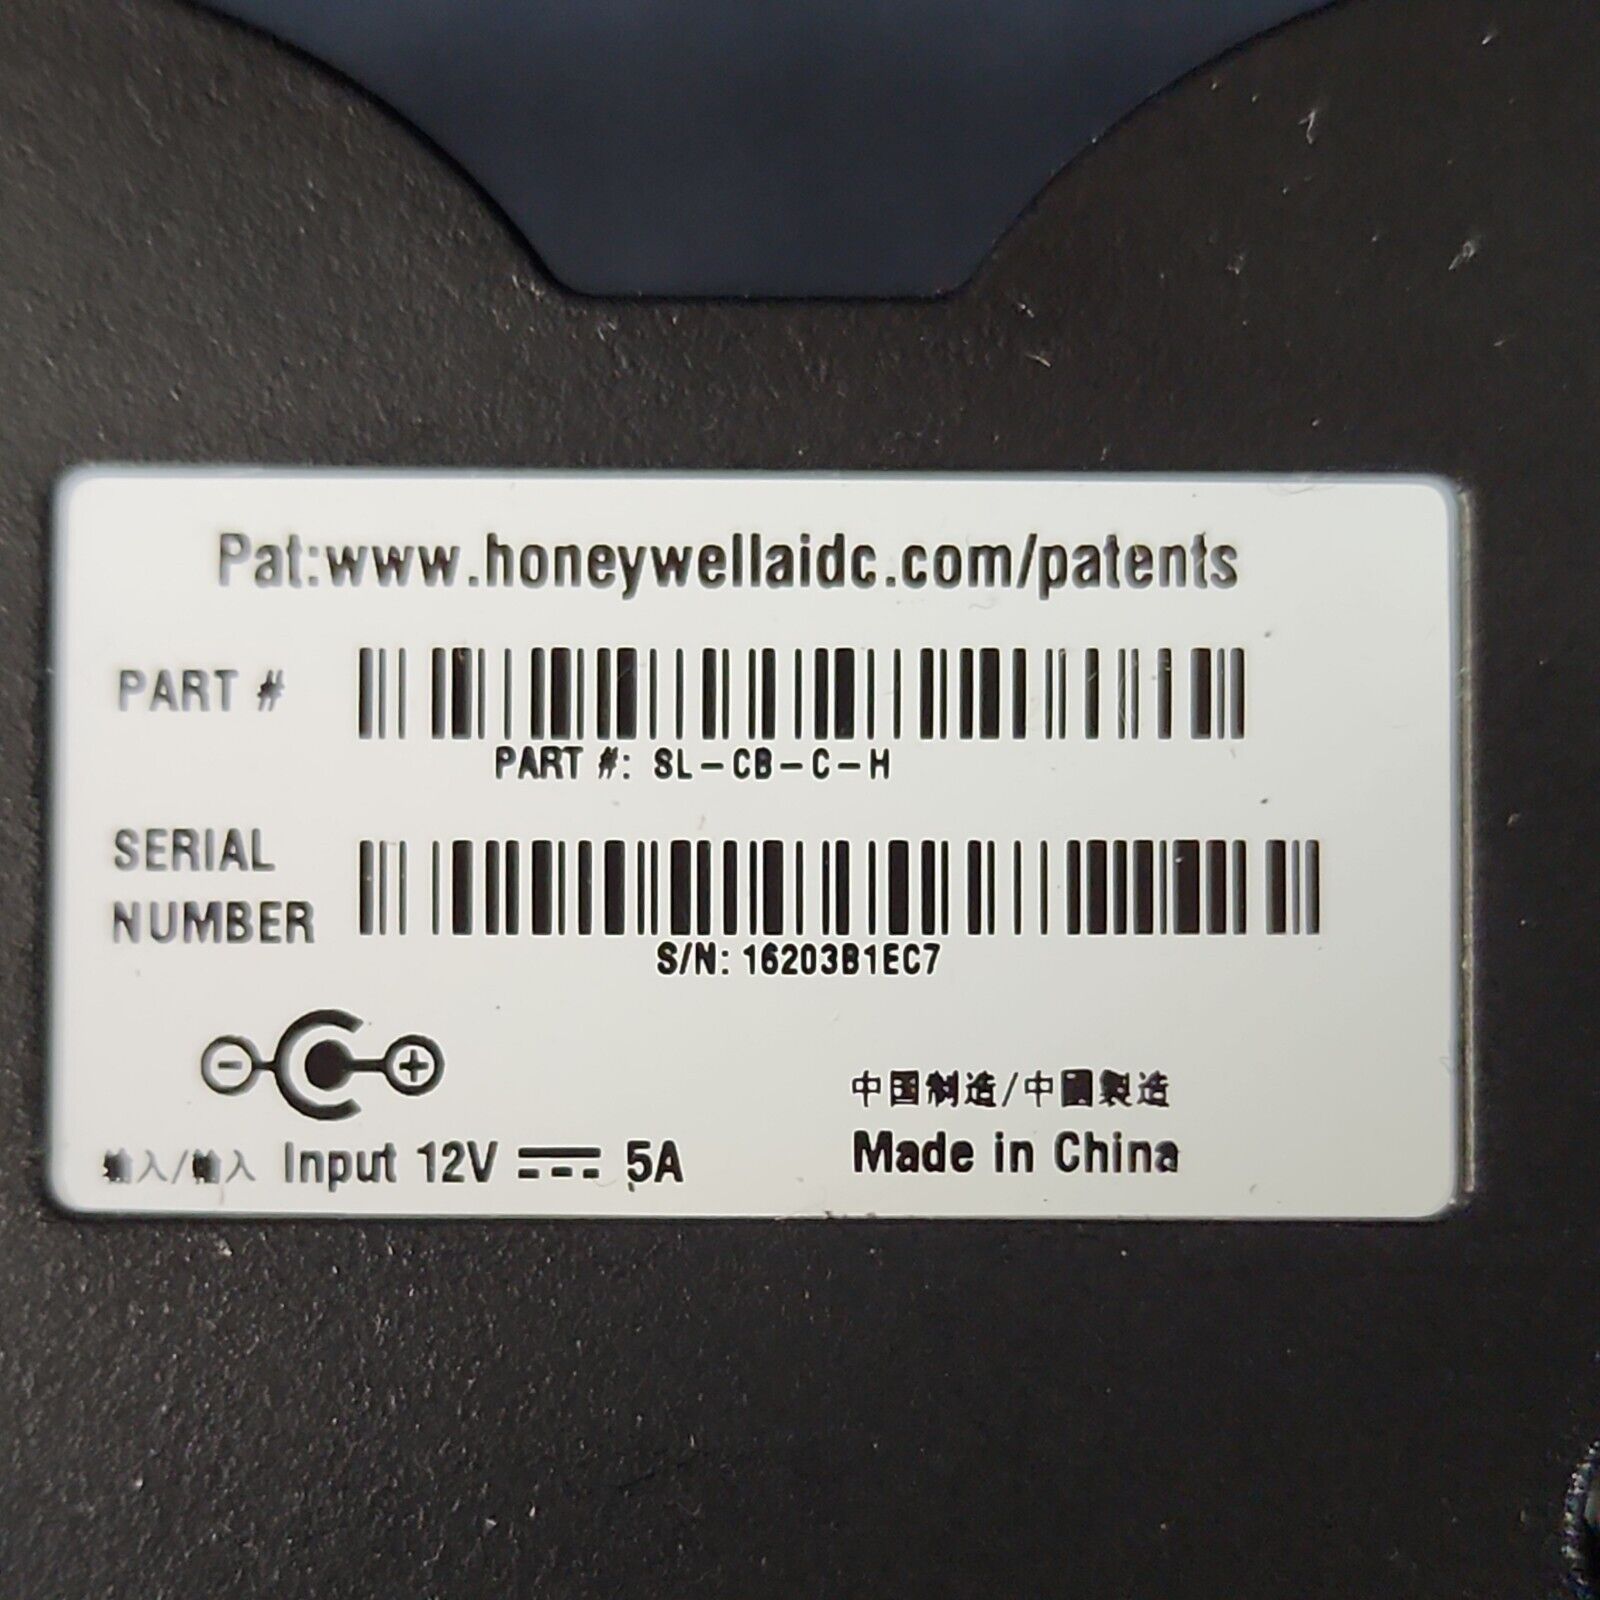 Pat:www.honeywellaidc.com/patents
PART #
PART #: SL-CB-C-H
SERIAL
NUMBER
S/N: 16203B1EC7
中国制造/中國製造
输入/輸入 Input 12V ⎓ 5A
Made in China